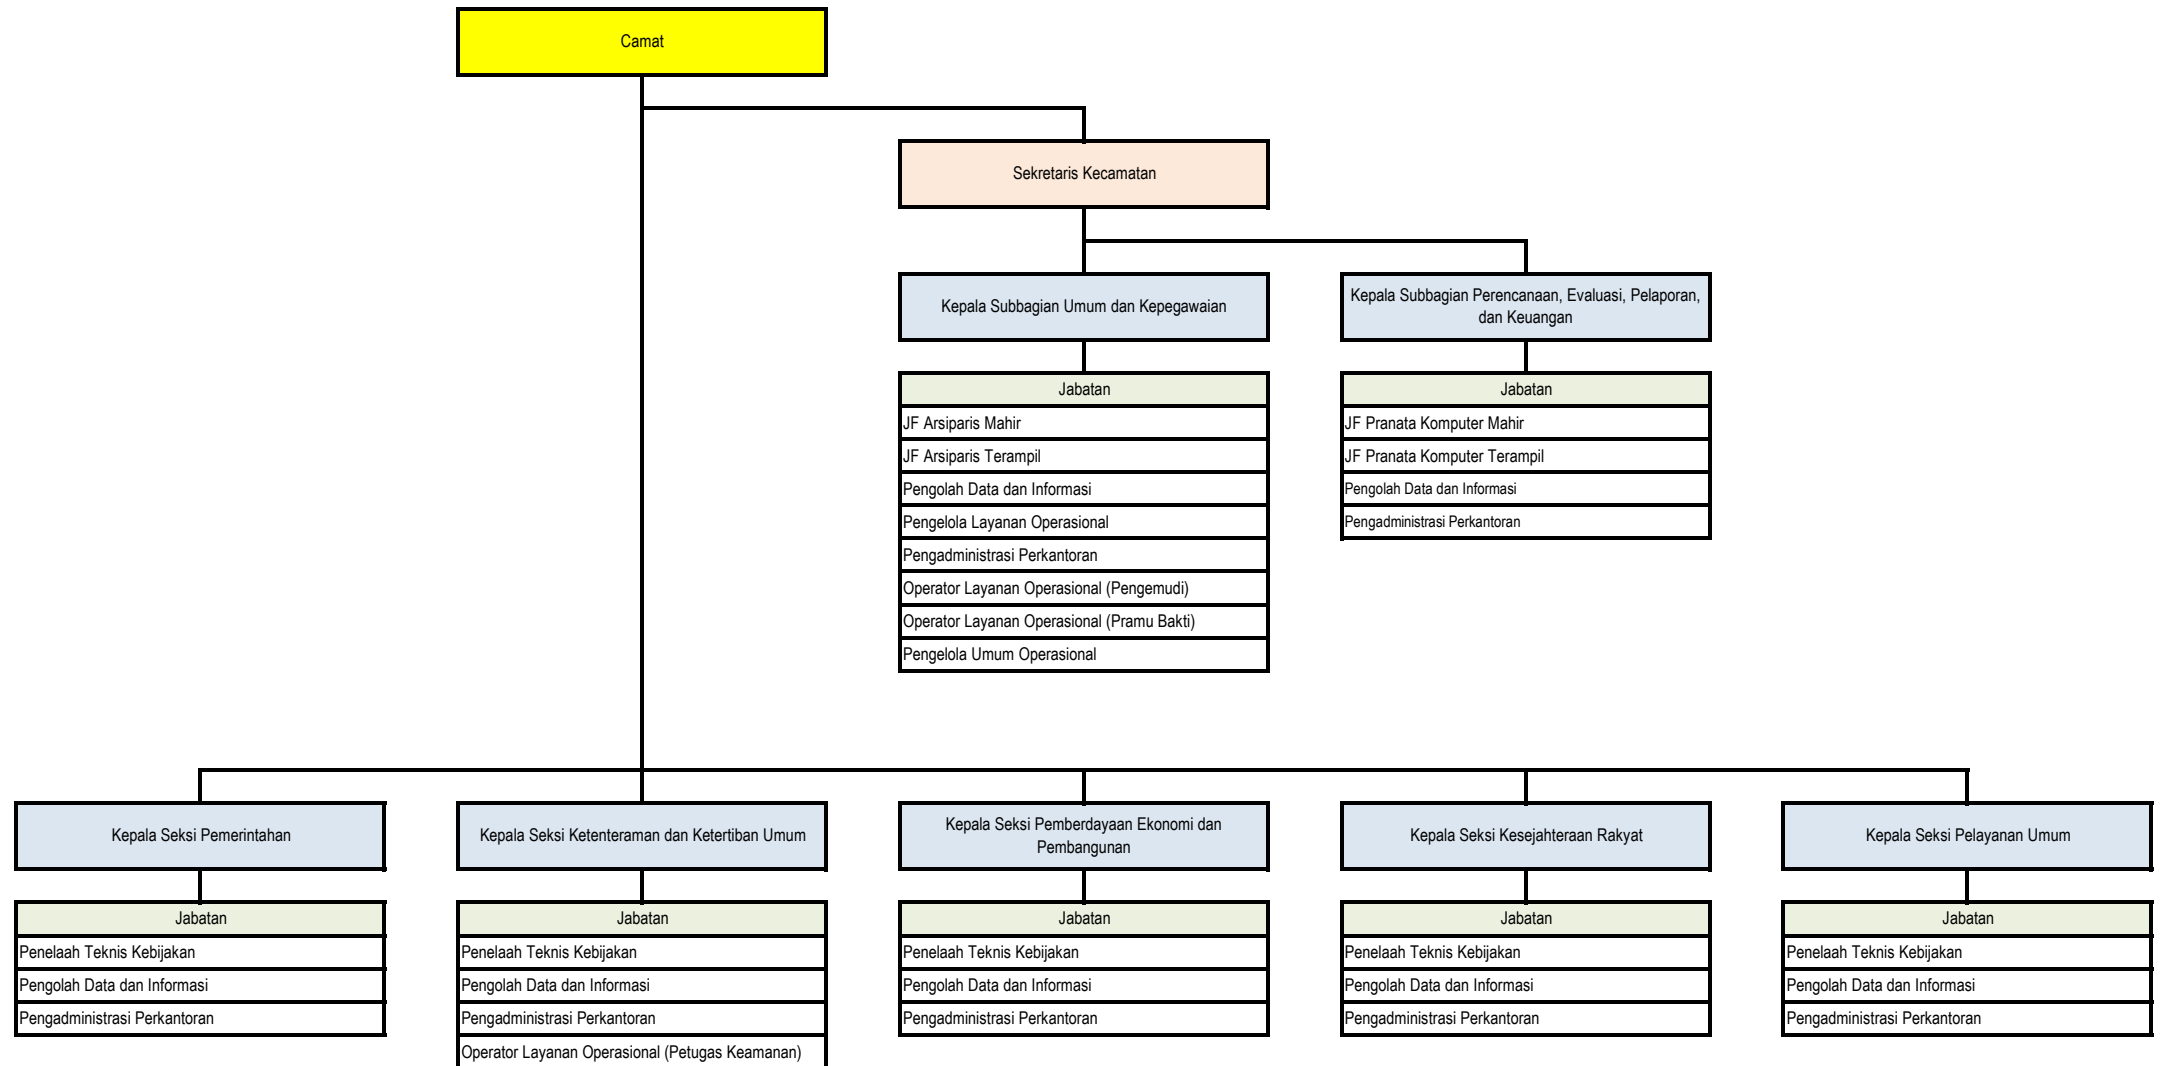 Camat
Sekretaris Kecamatan
Kepala Subbagian Umum dan Kepegawaian
Kepala Subbagian Perencanaan, Evaluasi, Pelaporan,
dan Keuangan
Jabatan
JF Arsiparis Mahir
JF Arsiparis Terampil
Pengolah Data dan Informasi
Pengelola Layanan Operasional
Pengadministrasi Perkantoran
Operator Layanan Operasional (Pengemudi)
Operator Layanan Operasional (Pramu Bakti)
Pengelola Umum Operasional
Jabatan
JF Pranata Komputer Mahir
JF Pranata Komputer Terampil
Pengolah Data dan Informasi
Pengadministrasi Perkantoran
Kepala Seksi Pemerintahan
Jabatan
Penelaah Teknis Kebijakan
Pengolah Data dan Informasi
Pengadministrasi Perkantoran
Kepala Seksi Ketenteraman dan Ketertiban Umum
Jabatan
Penelaah Teknis Kebijakan
Pengolah Data dan Informasi
Pengadministrasi Perkantoran
Operator Layanan Operasional (Petugas Keamanan)
Kepala Seksi Pemberdayaan Ekonomi dan
Pembangunan
Jabatan
Penelaah Teknis Kebijakan
Pengolah Data dan Informasi
Pengadministrasi Perkantoran
Kepala Seksi Kesejahteraan Rakyat
Jabatan
Penelaah Teknis Kebijakan
Pengolah Data dan Informasi
Pengadministrasi Perkantoran
Kepala Seksi Pelayanan Umum
Jabatan
Penelaah Teknis Kebijakan
Pengolah Data dan Informasi
Pengadministrasi Perkantoran